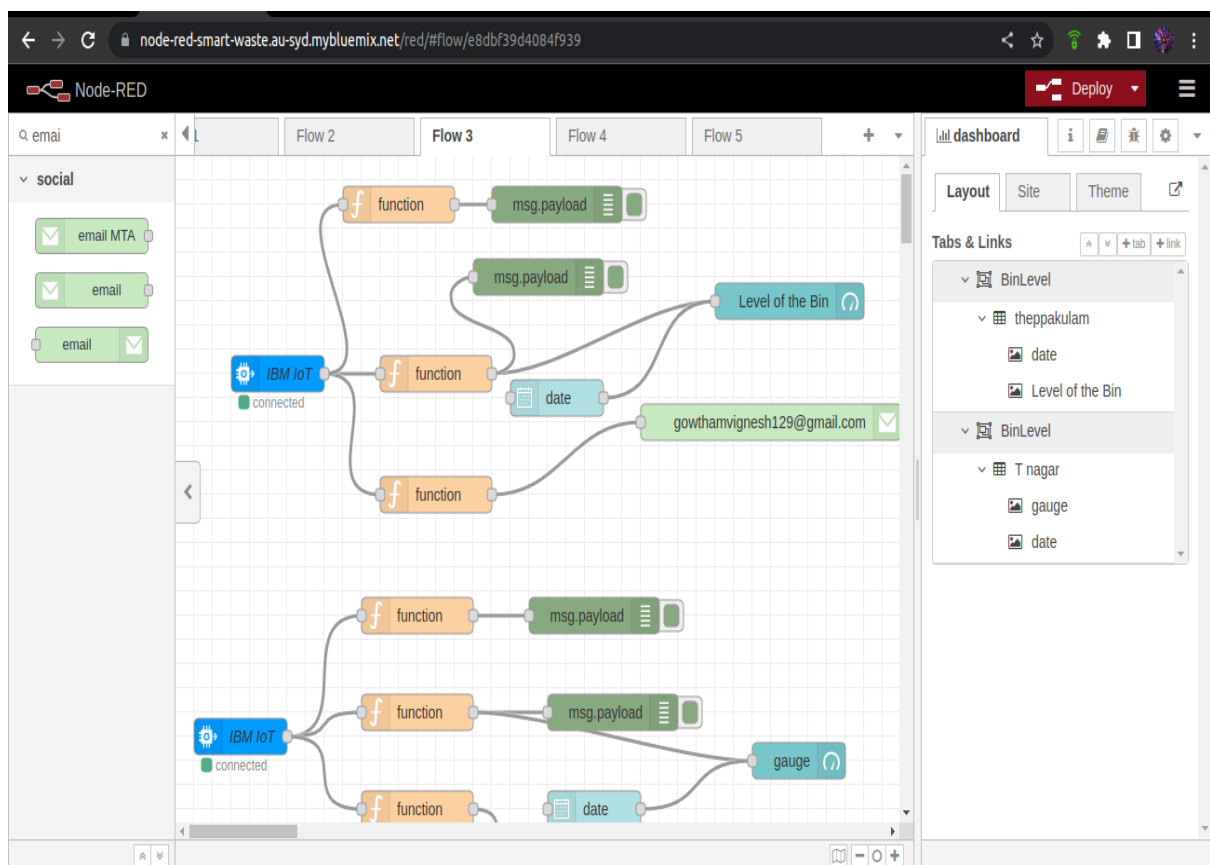 node-red-smart-waste.au-syd.mybluemix.net/red/#flow/e8dbf39d4084f939
Node-RED
Deploy
emai
Flow 2
Flow 3
Flow 4
Flow 5
dashboard
social
email MTA
email
email
function
msg.payload
msg.payload
Level of the Bin
IBM IoT
connected
function
date
gowthamvignesh129@gmail.com
function
function
msg.payload
function
msg.payload
IBM IoT
connected
gauge
function
date
Layout
Site
Theme
Tabs & Links
+tab
+link
BinLevel
theppakulam
date
Level of the Bin
BinLevel
T nagar
gauge
date